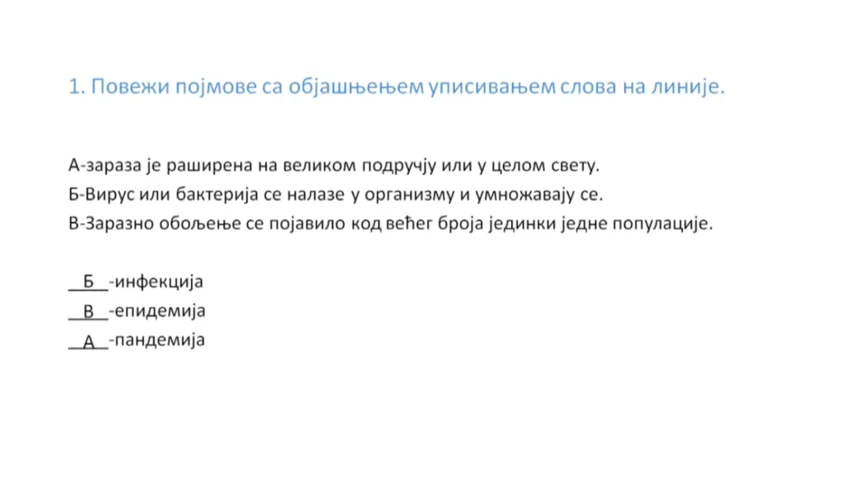 1. Повежи појмове са објашњењем уписивањем слова на линије.
А-зараза је раширена на великом подручју или у целом свету.
Б-Вирус или бактерија се налазе у организму и умножавају се.
В-Заразно обољење се појавило код већег броја јединки једне популације.
__Б__-инфекција
__В__-епидемија
__А__-пандемија